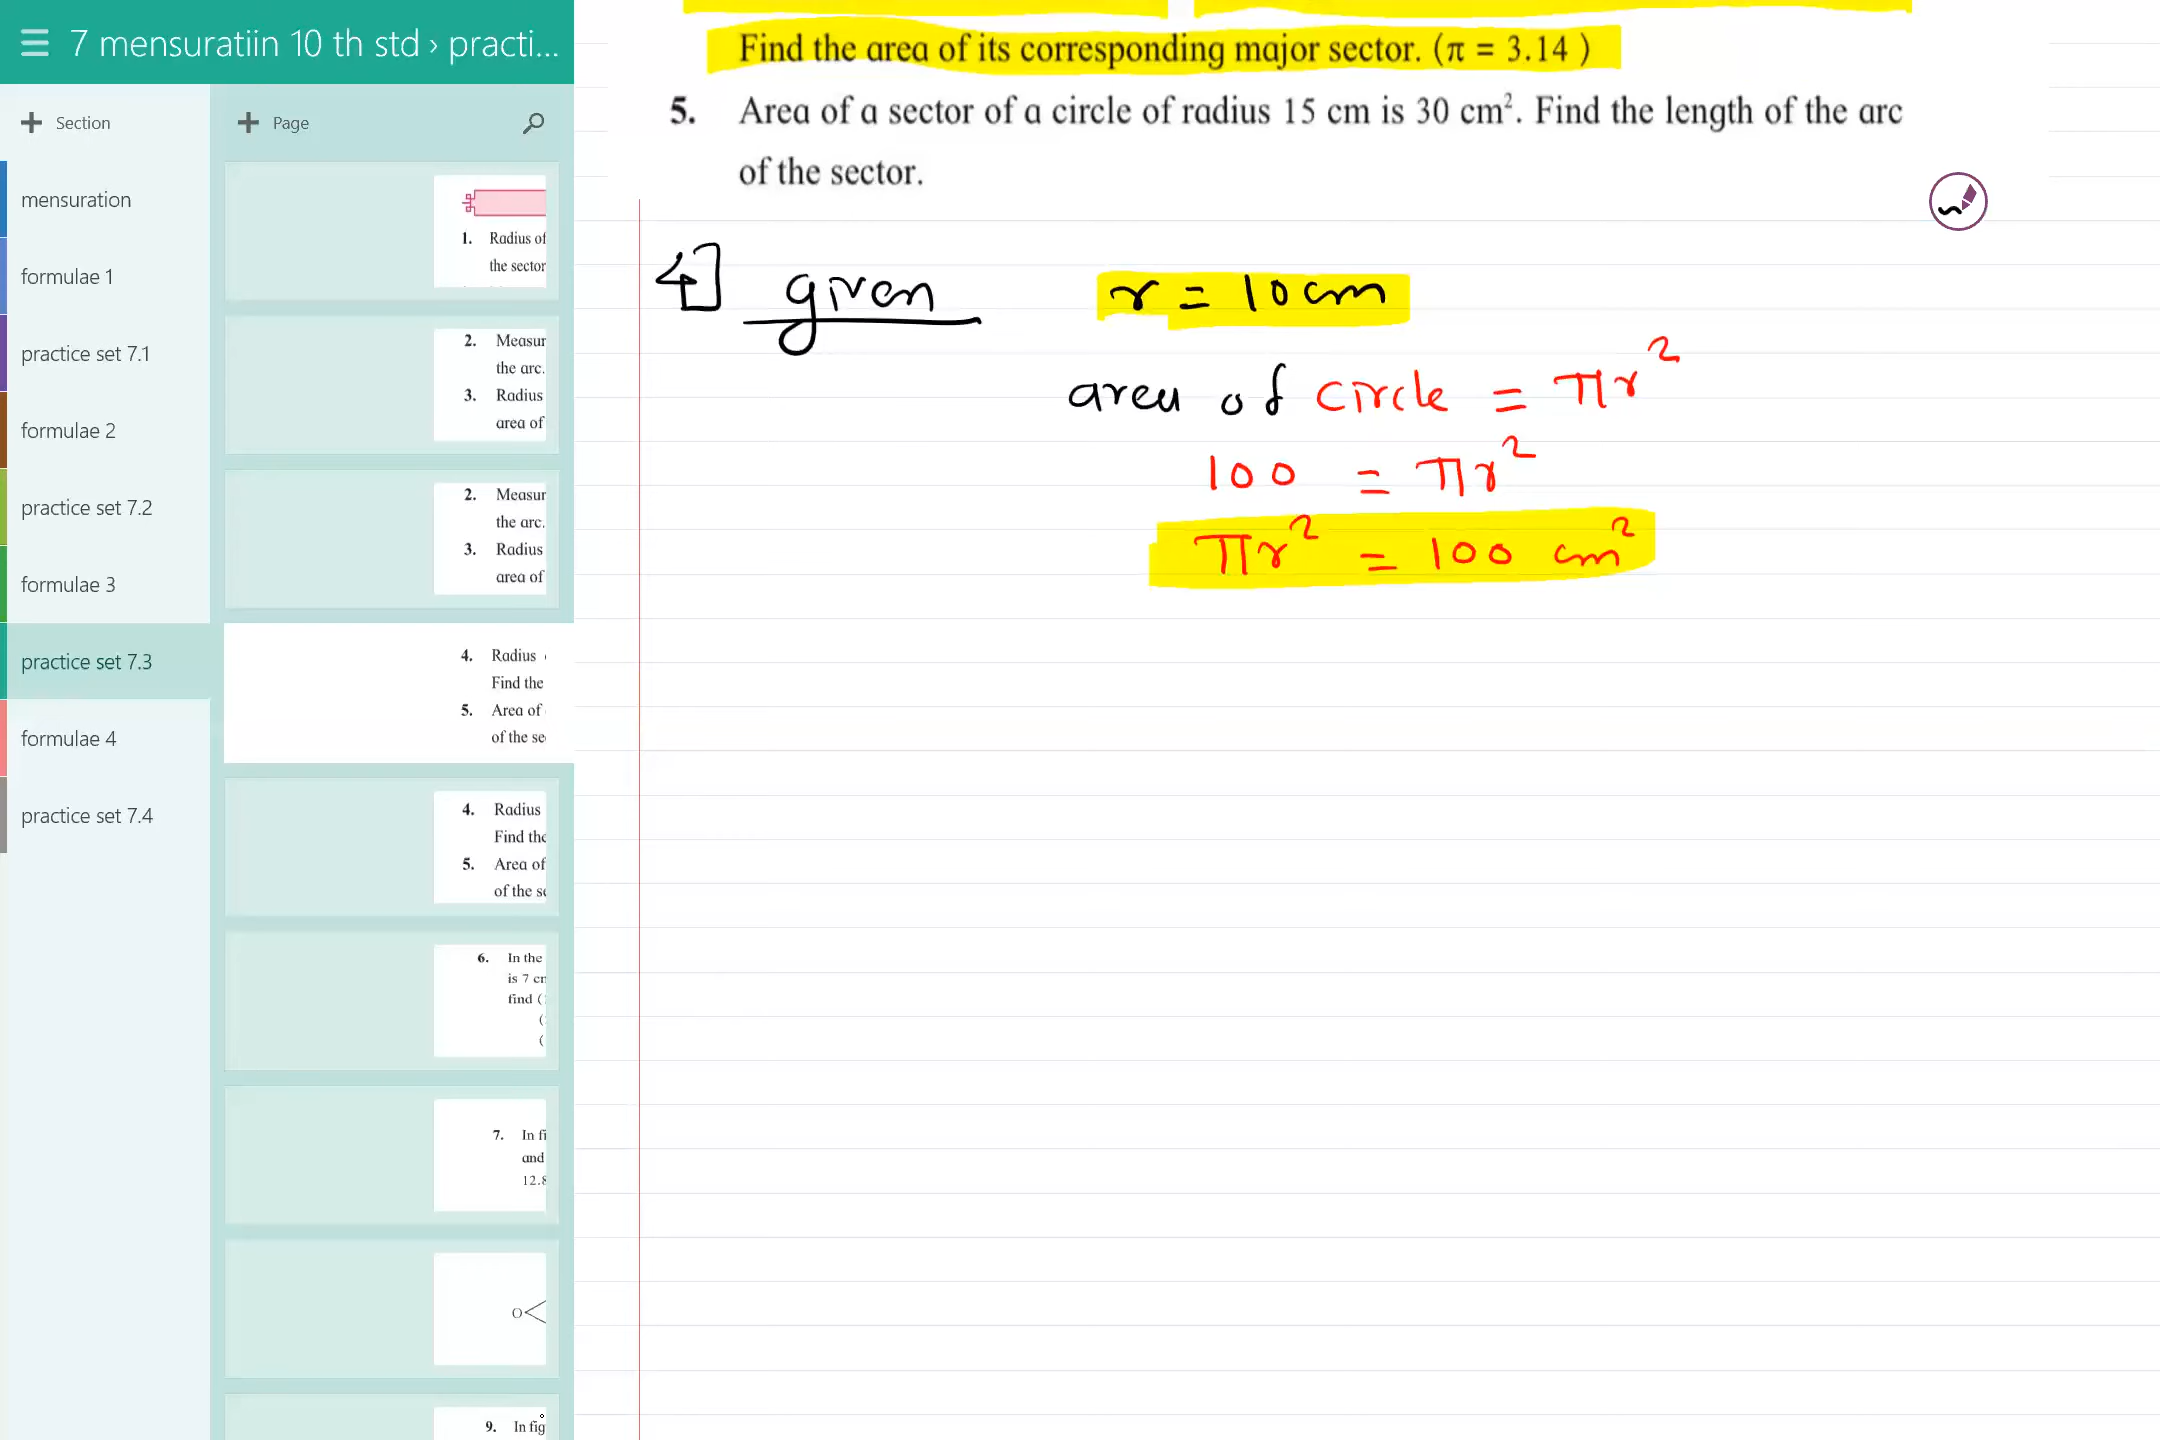 7 mensuratiin 10 th std › practi...
Section
mensuration
formulae 1
practice set 7.1
formulae 2
practice set 7.2
formulae 3
practice set 7.3
formulae 4
practice set 7.4
Page
1. Radius of
the sector
2. Measur
the arc.
3. Radius
area of
2. Measur
the arc.
3. Radius
area of
4. Radius
Find the
5. Area of
of the se
4. Radius
Find the
5. Area of
of the se
6. In the
is 7 cm
find (
(
(
7. In fi
and
12.8
O
9. In fig
Find the area of its corresponding major sector. (π = 3.14 )
5. Area of a sector of a circle of radius 15 cm is 30 cm². Find the length of the arc
of the sector.
4] given r = 10 cm
area of circle = πr²
100 = πr²
πr² = 100 cm²